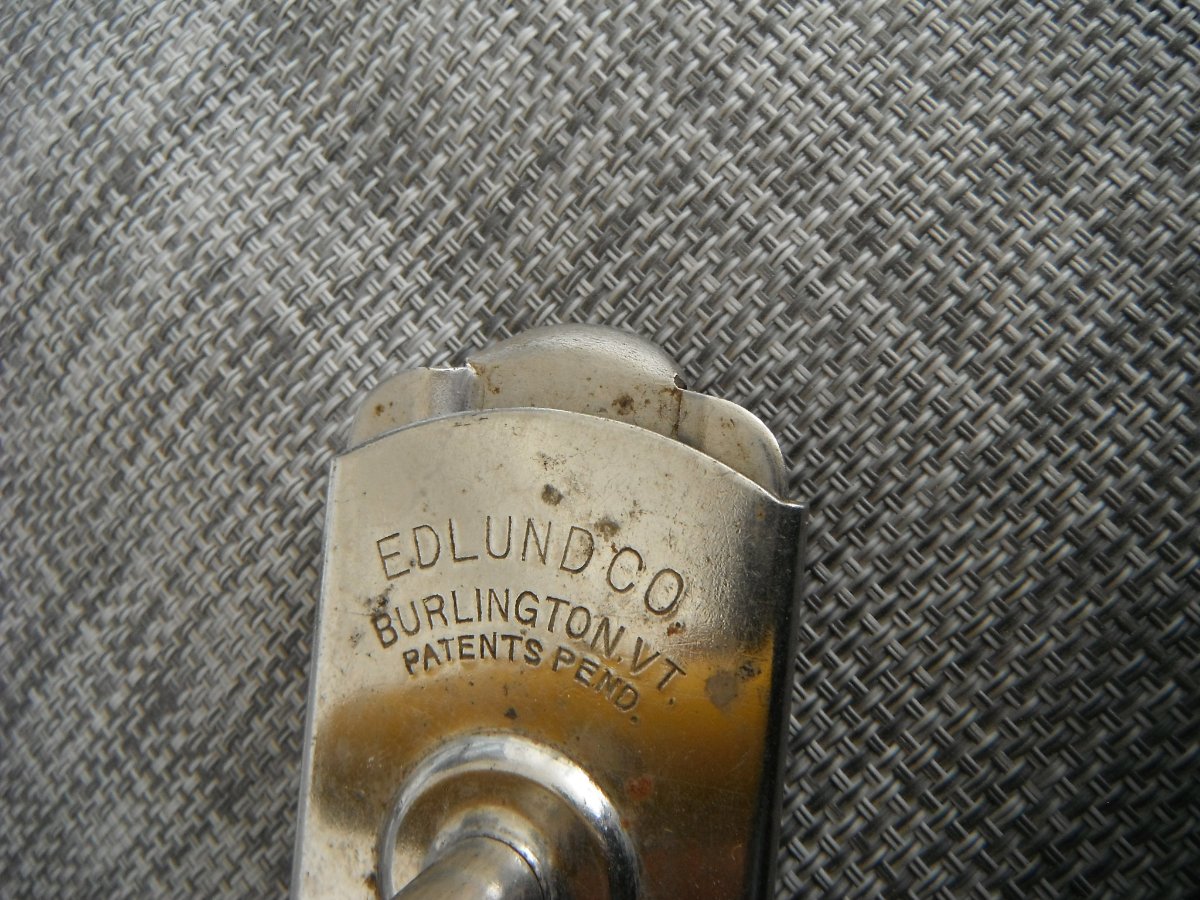 EDLUND CO.
BURLINGTON, VT.
PATENTS PEND.